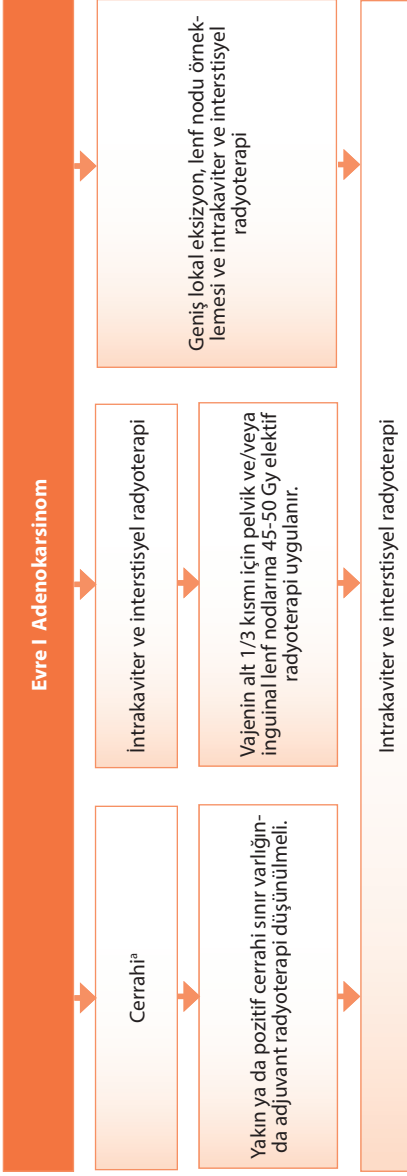 Evre I Adenokarsinom
Cerrahiª
Yakın ya da pozitif cerrahi sınır varlığın-
da adjuvant radyoterapi düşünülmeli.
İntrakaviter ve interstisyel radyoterapi
Vajenin alt 1/3 kısmı için pelvik ve/veya
inguinal lenf nodlarına 45-50 Gy elektif
radyoterapi uygulanır.
Geniş lokal eksizyon, lenf nodu örnek-
lemesi ve intrakaviter ve interstisyel
radyoterapi
Intrakaviter ve interstisyel radyoterapi